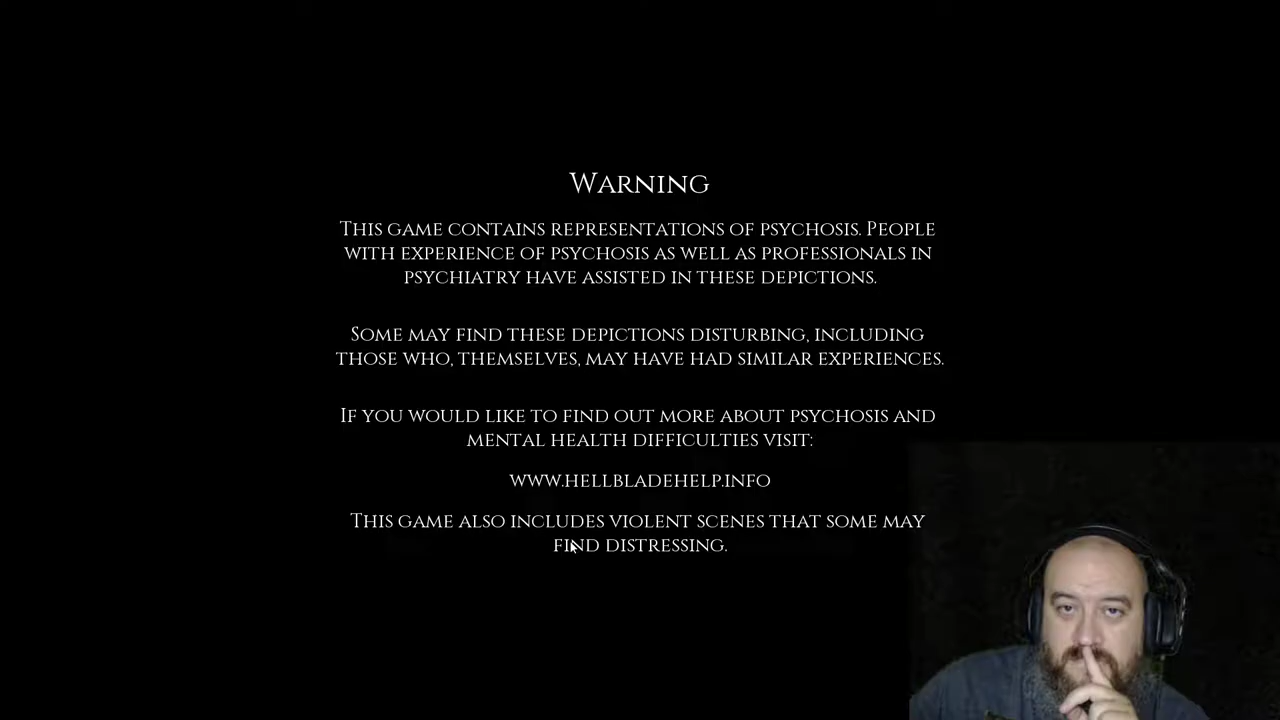 Warning
This game contains representations of psychosis. People
with experience of psychosis as well as professionals in
psychiatry have assisted in these depictions.
Some may find these depictions disturbing, including
those who, themselves, may have had similar experiences.
If you would like to find out more about psychosis and
mental health difficulties visit:
www.hellbladehelp.info
This game also includes violent scenes that some may
find distressing.